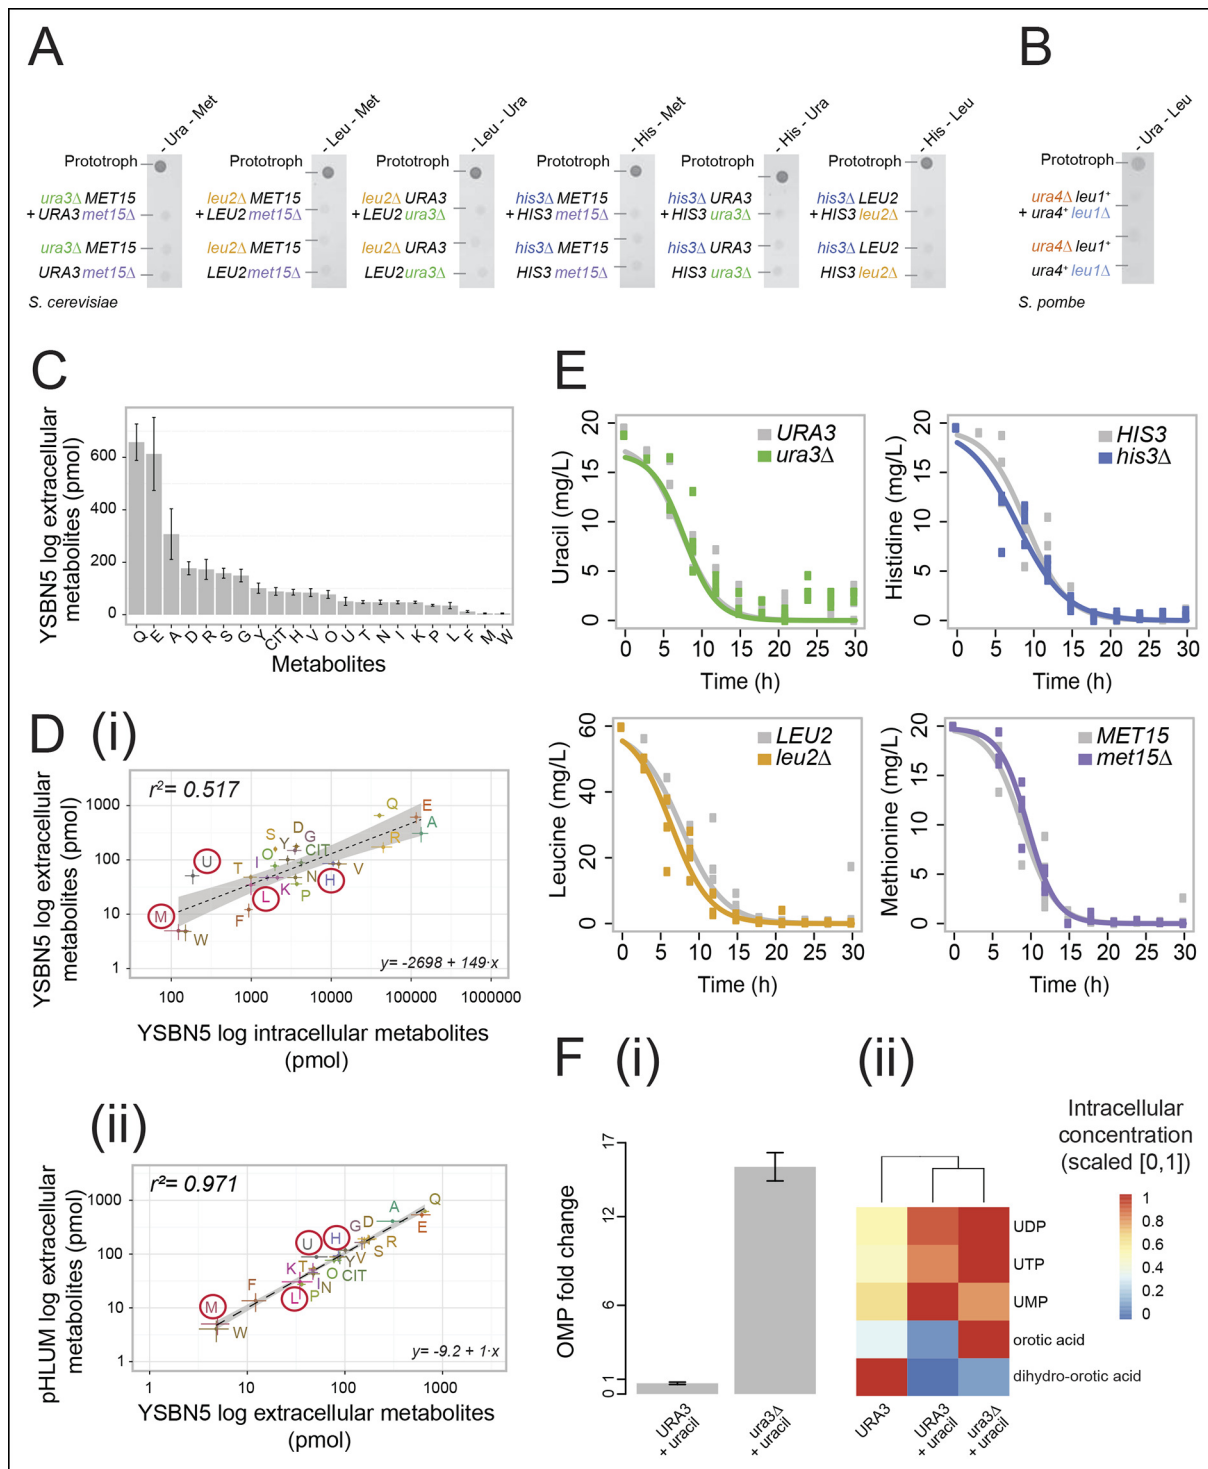 A
B
- Ura - Met
- Leu - Met
- Leu - Ura
- His - Met
- His - Ura
- His - Leu
- Ura - Leu
Prototroph
Prototroph
Prototroph
Prototroph
Prototroph
Prototroph
Prototroph
ura3Δ MET15
+ URA3 met15Δ
ura3Δ MET15
URA3 met15Δ
leu2Δ MET15
+ LEU2 met15Δ
leu2Δ MET15
LEU2 met15Δ
leu2Δ URA3
+ LEU2 ura3Δ
leu2Δ URA3
LEU2 ura3Δ
his3Δ MET15
+ HIS3 met15Δ
his3Δ MET15
HIS3 met15Δ
his3Δ URA3
+ HIS3 ura3Δ
his3Δ URA3
HIS3 ura3Δ
his3Δ LEU2
+ HIS3 leu2Δ
his3Δ LEU2
HIS3 leu2Δ
ura4Δ leu1⁺
+ ura4⁺ leu1Δ
ura4Δ leu1⁺
ura4⁺ leu1Δ
S. cerevisiae
S. pombe
C
YSBN5 log extracellular
metabolites (pmol)
600
400
200
0
Q E A D R S G Y CIT H V O U T N I K P L F M W
Metabolites
D (i)
r²= 0.517
YSBN5 log extracellular
metabolites (pmol)
1000
100
10
1
Q
E
A
R
D
S
Y
G
O
CIT
U
T
I
V
N
H
K
L
P
M
F
W
y= -2698 + 149·x
100 1000 10000 100000 1000000
YSBN5 log intracellular metabolites
(pmol)
(ii)
r²= 0.971
pHLUM log extracellular
metabolites (pmol)
1000
100
10
1
Q
A
E
G
D
U
H
R
S
Y
V
K
T
O
CIT
I
N
P
L
F
M
W
y= -9.2 + 1·x
1 10 100 1000
YSBN5 log extracellular metabolites
(pmol)
E
Uracil (mg/L)
20
15
10
5
0
URA3
ura3Δ
0 5 10 15 20 25 30
Time (h)
Histidine (mg/L)
20
15
10
5
0
HIS3
his3Δ
0 5 10 15 20 25 30
Time (h)
Leucine (mg/L)
60
40
20
0
LEU2
leu2Δ
0 5 10 15 20 25 30
Time (h)
Methionine (mg/L)
20
15
10
5
0
MET15
met15Δ
0 5 10 15 20 25 30
Time (h)
F (i)
OMP fold change
17
12
6
1
0
URA3
+ uracil
ura3Δ
+ uracil
(ii)
Intracellular
concentration
(scaled [0,1])
1
0.8
0.6
0.4
0.2
0
UDP
UTP
UMP
orotic acid
dihydro-orotic acid
URA3
URA3
+ uracil
ura3Δ
+ uracil